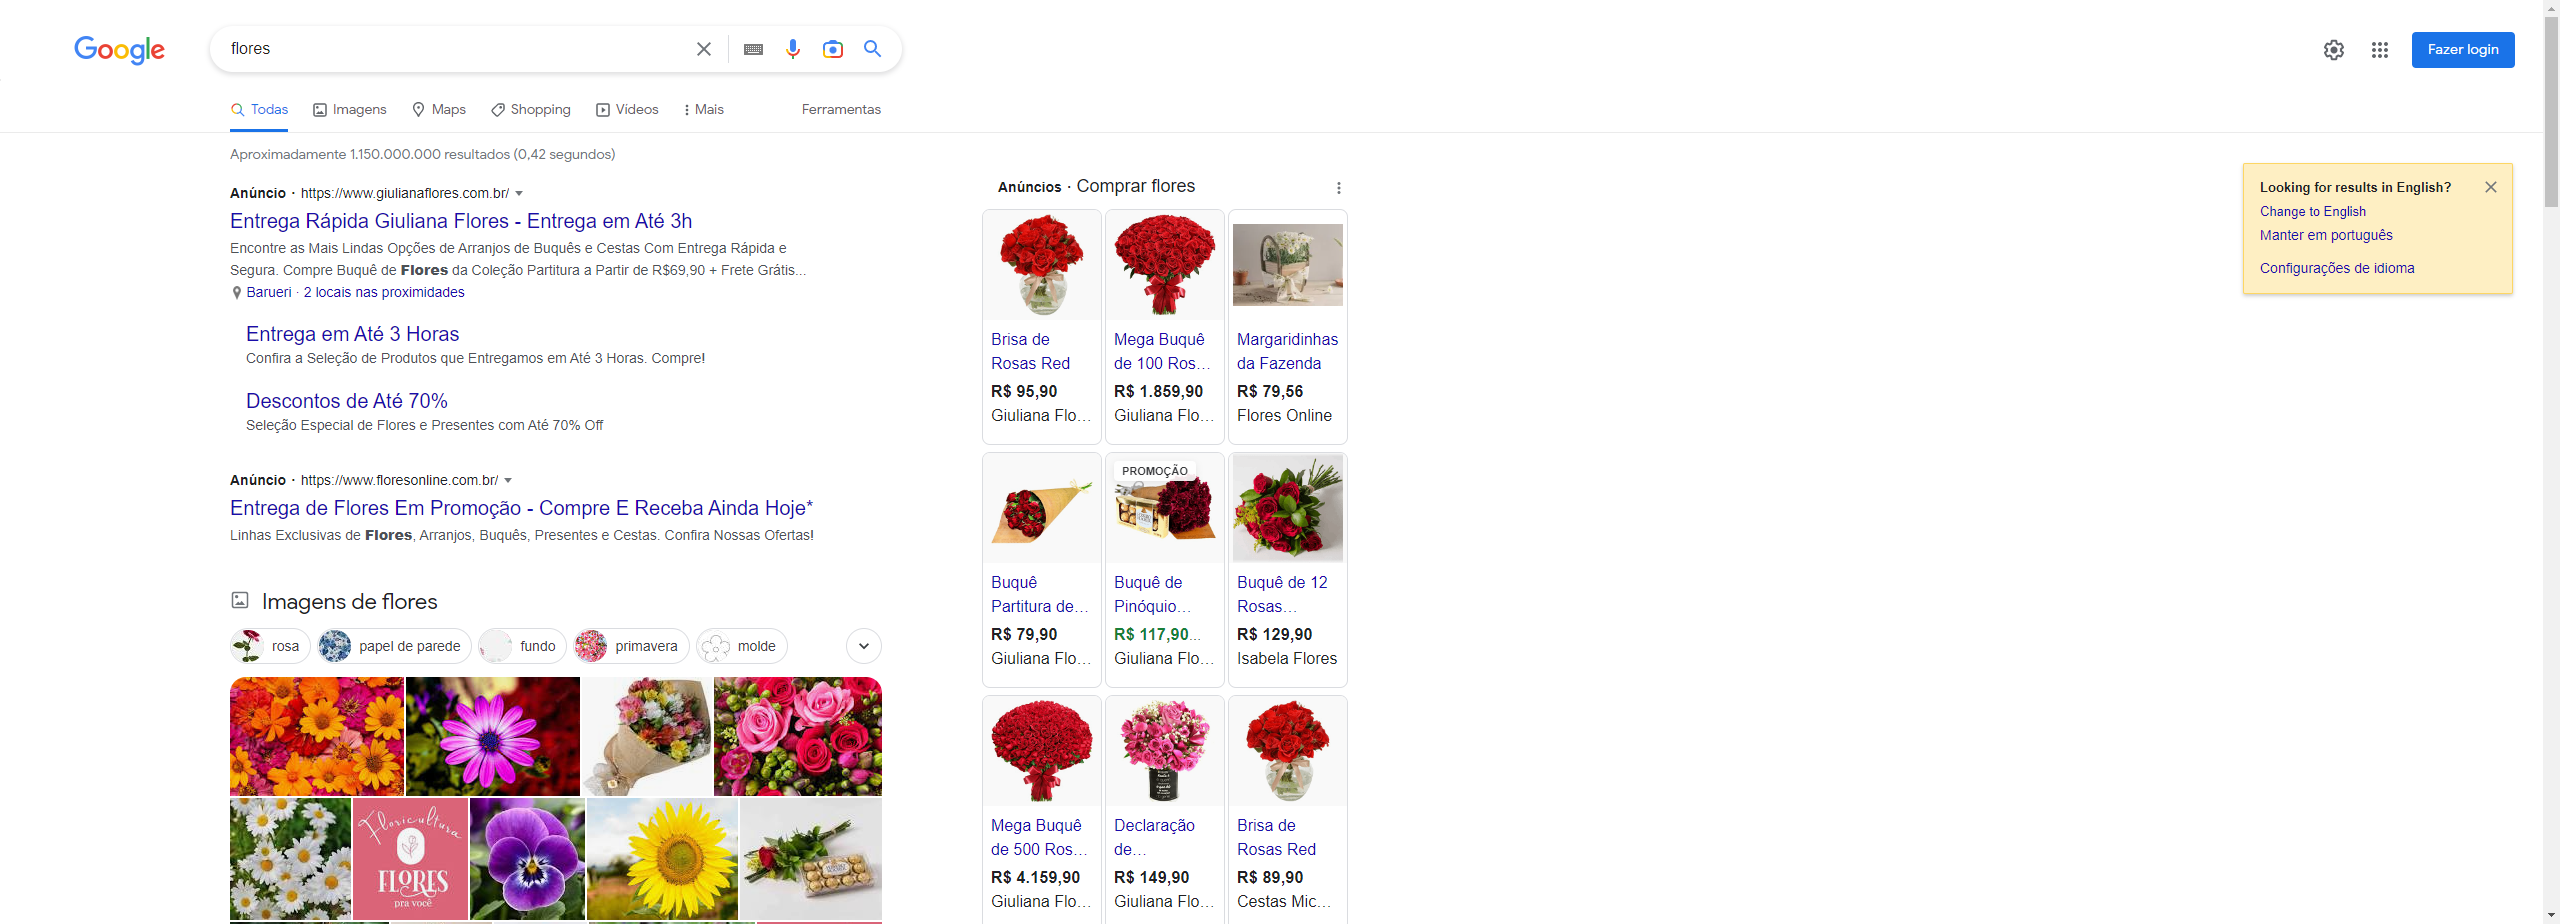 Google
flores
Fazer login
Todas
Imagens
Maps
Shopping
Vídeos
Mais
Ferramentas
Aproximadamente 1.150.000.000 resultados (0,42 segundos)
Anúncio · https://www.giulianaflores.com.br/
Entrega Rápida Giuliana Flores - Entrega em Até 3h
Encontre as Mais Lindas Opções de Arranjos de Buquês e Cestas Com Entrega Rápida e
Segura. Compre Buquê de Flores da Coleção Partitura a Partir de R$69,90 + Frete Grátis...
Barueri · 2 locais nas proximidades
Entrega em Até 3 Horas
Confira a Seleção de Produtos que Entregamos em Até 3 Horas. Compre!
Descontos de Até 70%
Seleção Especial de Flores e Presentes com Até 70% Off
Anúncio · https://www.floresonline.com.br/
Entrega de Flores Em Promoção - Compre E Receba Ainda Hoje*
Linhas Exclusivas de Flores, Arranjos, Buquês, Presentes e Cestas. Confira Nossas Ofertas!
Imagens de flores
rosa
papel de parede
fundo
primavera
molde
Floricultura
FLORES
pra você
Anúncios · Comprar flores
Brisa de
Rosas Red
R$ 95,90
Giuliana Flo...
Mega Buquê
de 100 Ros...
R$ 1.859,90
Giuliana Flo...
Margaridinhas
da Fazenda
R$ 79,56
Flores Online
Buquê
Partitura de...
R$ 79,90
Giuliana Flo...
PROMOÇÃO
Buquê de
Pinóquio...
R$ 117,90...
Giuliana Flo...
Buquê de 12
Rosas...
R$ 129,90
Isabela Flores
Mega Buquê
de 500 Ros...
R$ 4.159,90
Giuliana Flo...
Declaração
de...
R$ 149,90
Giuliana Flo...
Brisa de
Rosas Red
R$ 89,90
Cestas Mic...
Looking for results in English?
Change to English
Manter em português
Configurações de idioma